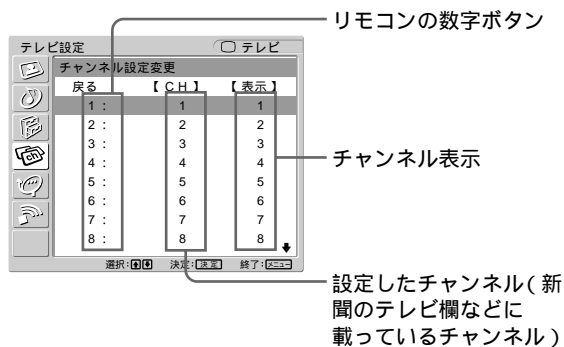 リモコンの数字ボタン
テレビ設定 テレビ
チャンネル設定変更
戻る 【CH】 【表示】
1: 1 1
2: 2 2
3: 3 3
4: 4 4
5: 5 5
6: 6 6
7: 7 7
8: 8 8
選択: 決定:決定 終了:メニュー
チャンネル表示
設定したチャンネル(新
聞のテレビ欄などに
載っているチャンネル)